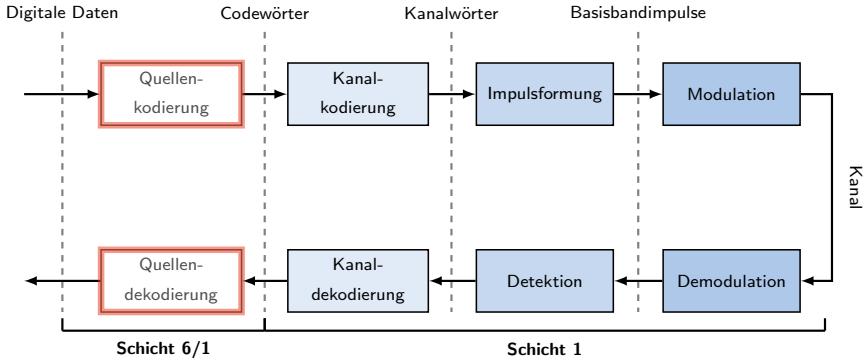 Digitale Daten
Codewörter
Kanalwörter
Basisbandimpulse
Quellen-
kodierung
Kanal-
kodierung
Impulsformung
Modulation
Kanal
Quellen-
dekodierung
Kanal-
dekodierung
Detektion
Demodulation
Schicht 6/1
Schicht 1